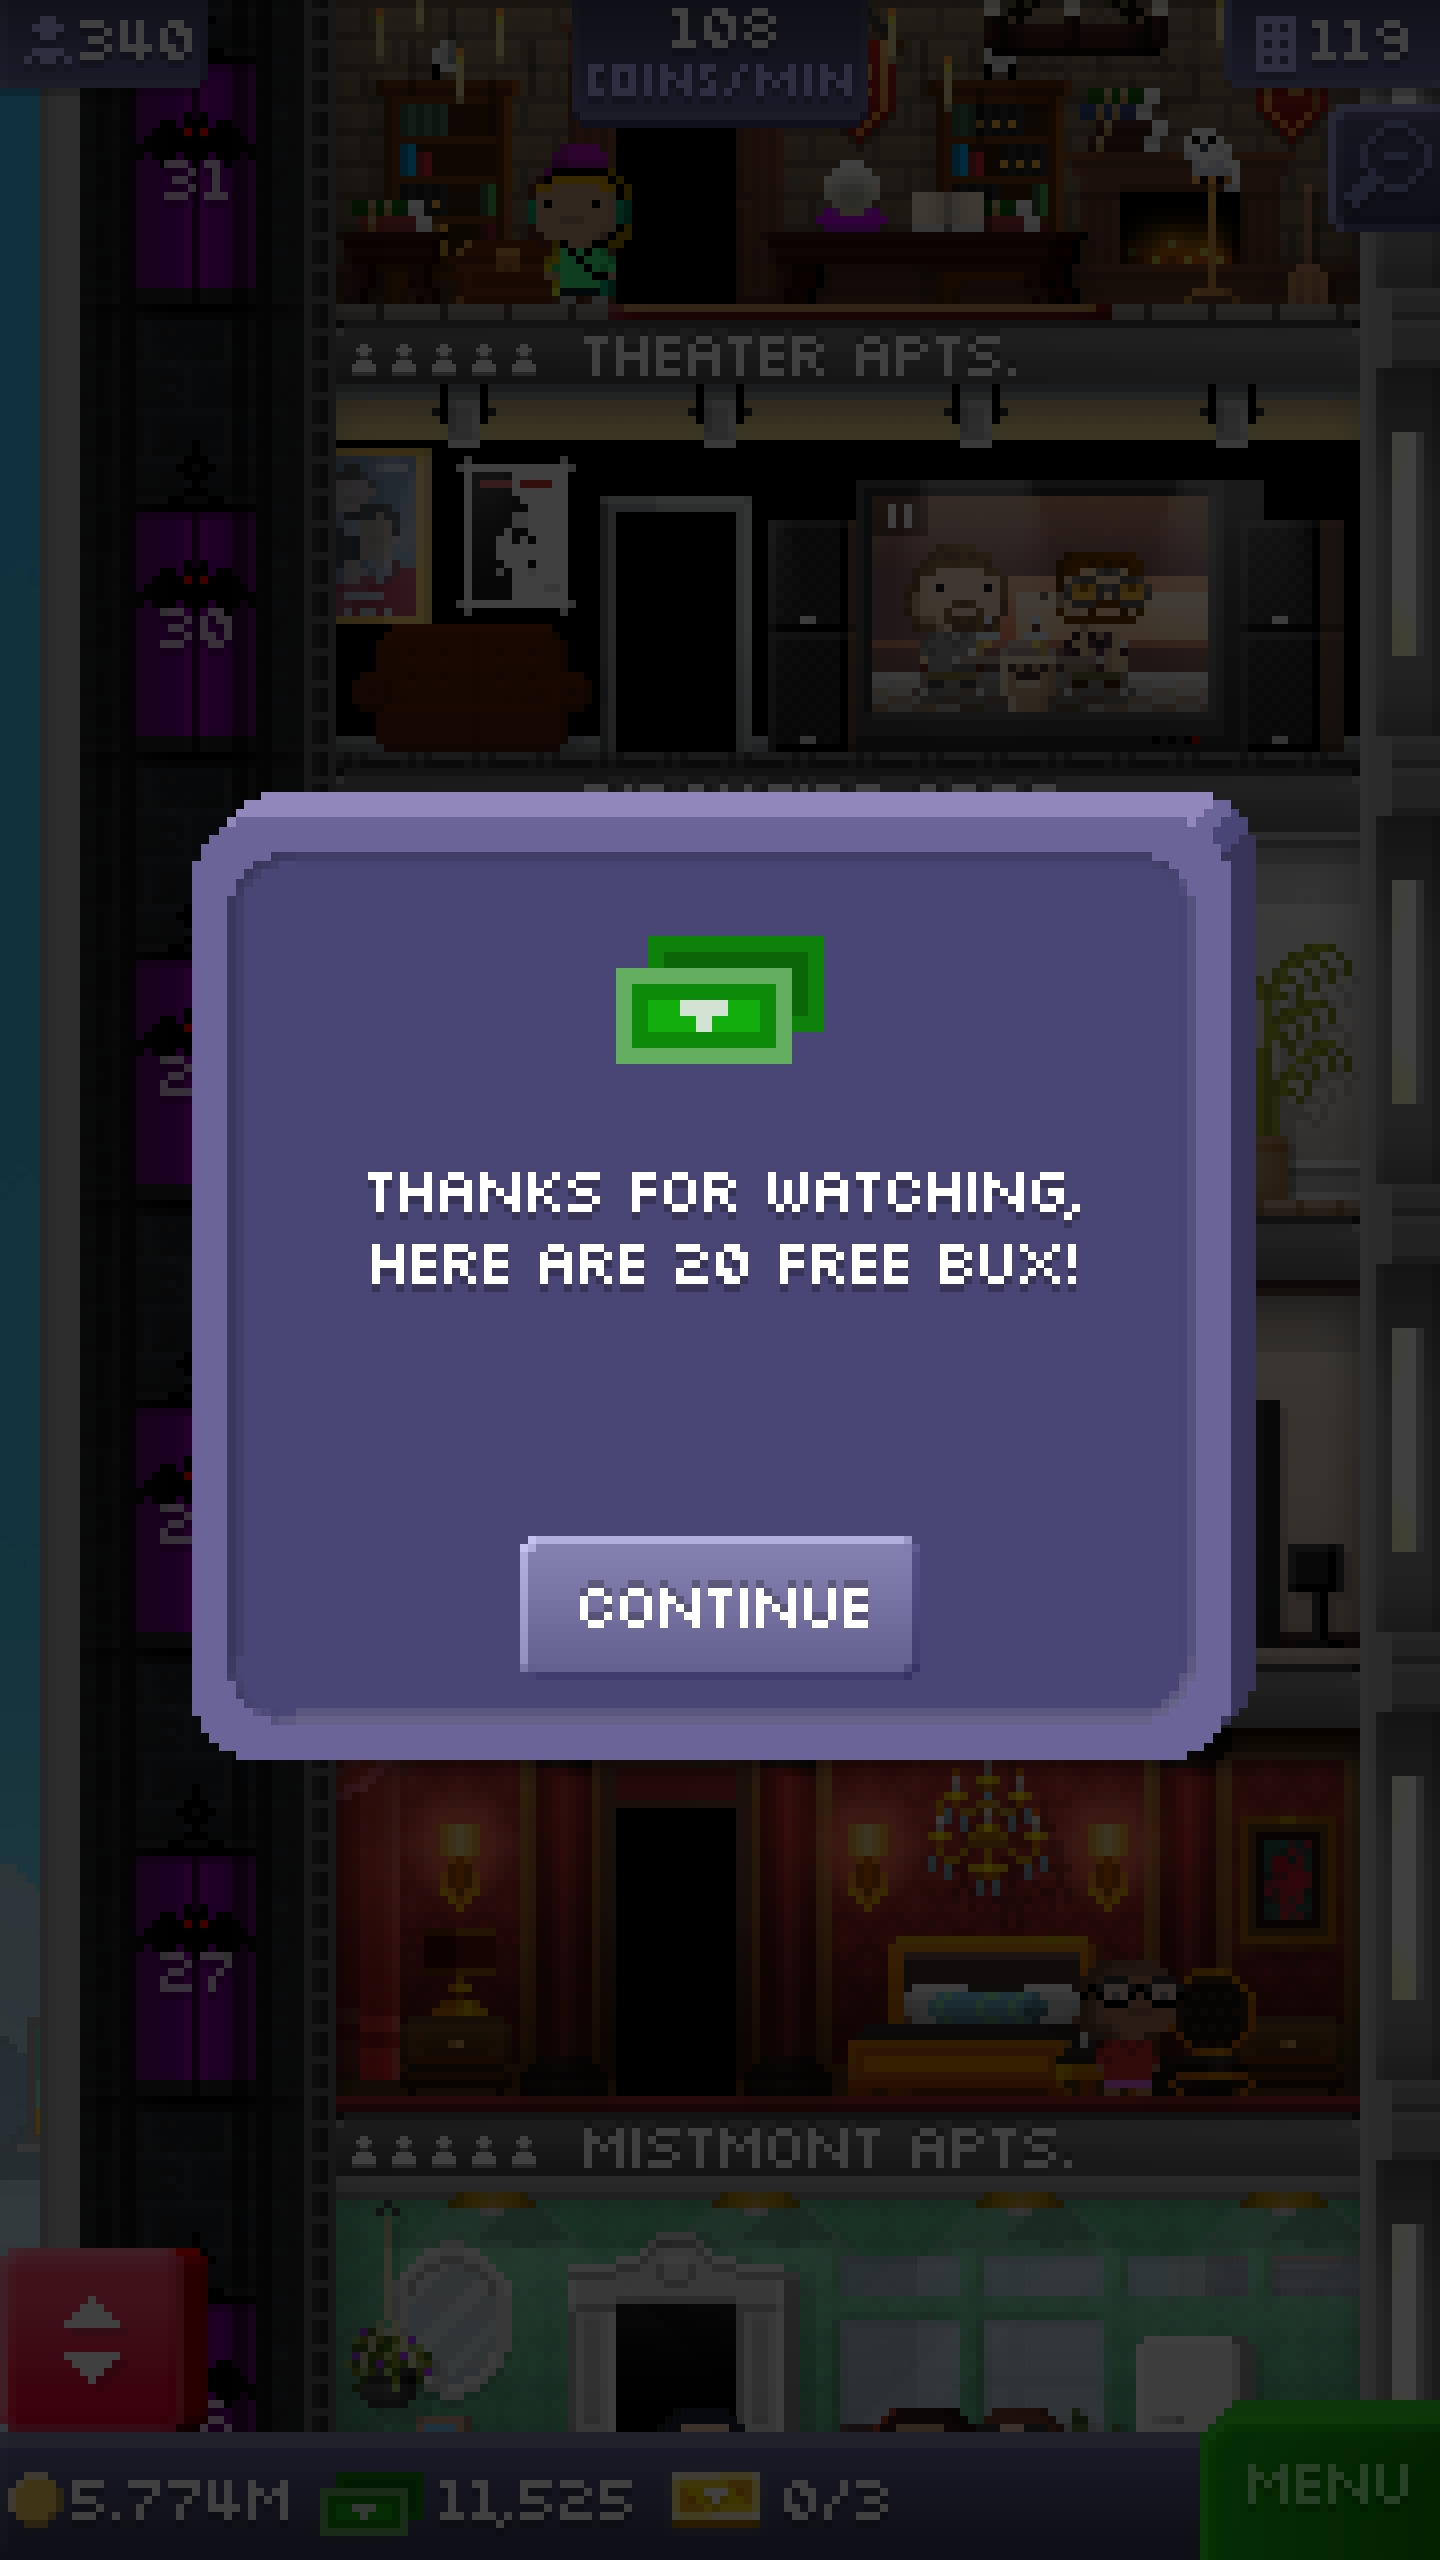 340
108
COINS/MIN
119
31
THEATER APTS.
30
THANKS FOR WATCHING,
HERE ARE 20 FREE BUX!
CONTINUE
27
MISTMONT APTS.
5.774M
11,525
0/3
MENU